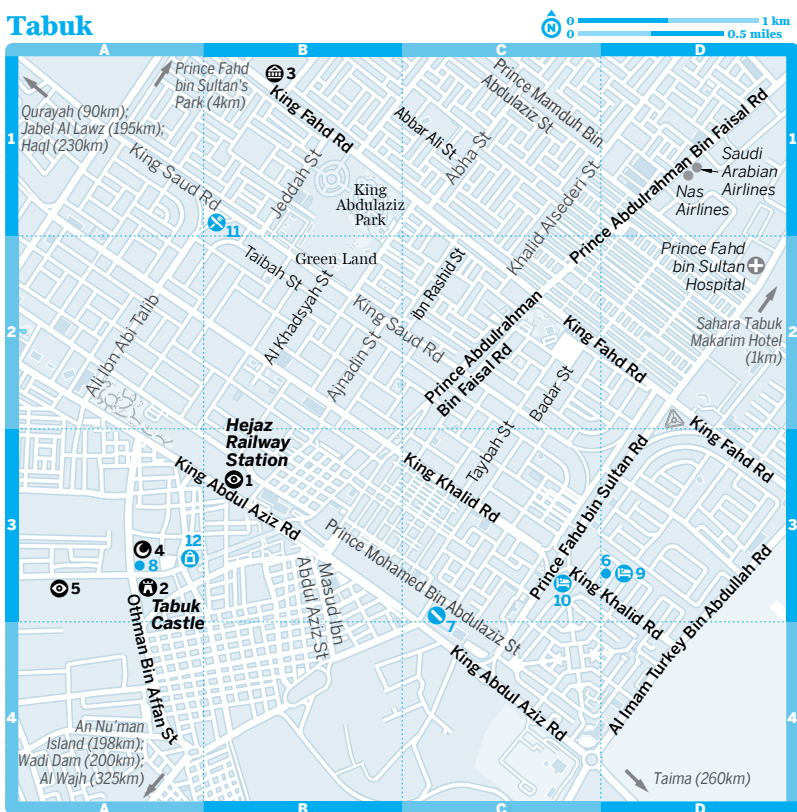 Tabuk
N
0 1 km
0 0.5 miles
A B C D
1 1
2 2
3 3
4 4
Qurayah (90km);
Jabel Al Lawz (195km);
Haql (230km)
Prince Fahd
bin Sultan's
Park (4km)
3
King Fahd Rd
Abbar Ali St
Abha St
Prince Mamduh Bin
Abdulaziz St
Prince Abdulrahman Bin Faisal Rd
Saudi
Arabian
Airlines
Nas
Airlines
King Saud Rd
Jeddah St
King
Abdulaziz
Park
Khalid Alsederi St
11
Taibah St
Green Land
Ibn Rashid St
Prince Fahd
bin Sultan
Hospital
Sahara Tabuk
Makarim Hotel
(1km)
Ali Ibn Abi Talib
Al Khadsyah St
Ajnadin St
King Saud Rd
Prince Abdulrahman
Bin Faisal Rd
King Fahd Rd
Badar St
King Fahd Rd
Hejaz
Railway
Station
1
King Abdul Aziz Rd
King Khalid Rd
Taybah St
Prince Fahd bin Sultan Rd
4
8
12
5
2
Tabuk
Castle
Othman Bin Affan St
Masud Ibn
Abdul Aziz St
Prince Mohamed Bin Abdulaziz St
7
10
6
9
King Khalid Rd
King Abdul Aziz Rd
Al Imam Turkey Bin Abdullah Rd
An Nu'man
Island (198km);
Wadi Dam (200km);
Al Wajh (325km)
Taima (260km)
A B C D